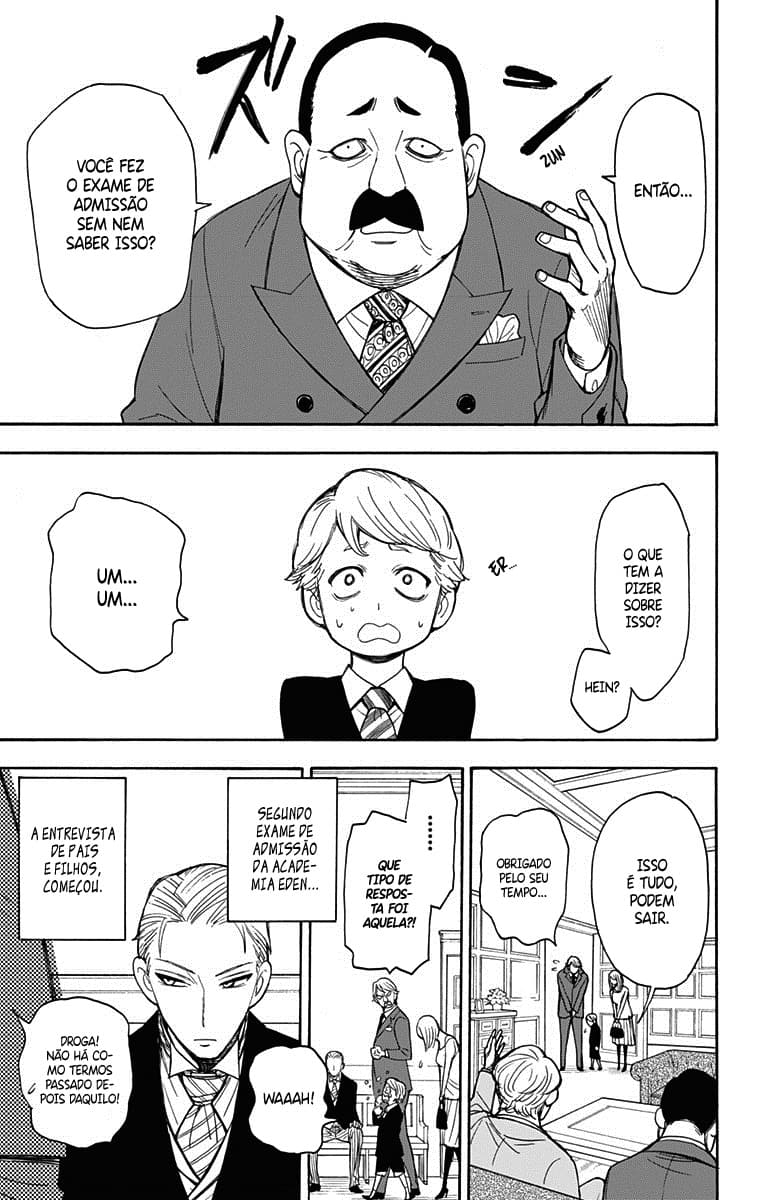 ENTÃO...
ズン
ZUN
VOCÊ FEZ
O EXAME DE
ADMISSÃO
SEM NEM
SABER ISSO?
O QUE
TEM A
DIZER
SOBRE
ISSO?
HEIN?
ER...
UM...
UM...
ISSO
É TUDO,
PODEM
SAIR.
OBRIGADO
PELO SEU
TEMPO...
........
QUE
TIPO DE
RESPOS-
TA FOI
AQUELA?!
SEGUNDO
EXAME DE
ADMISSÃO
DA ACADE-
MIA EDEN...
A ENTREVISTA
DE PAIS
E FILHOS,
COMEÇOU.
WAAAH!
DROGA!
NÃO HÁ CO-
MO TERMOS
PASSADO DE-
POIS DAQUILO!